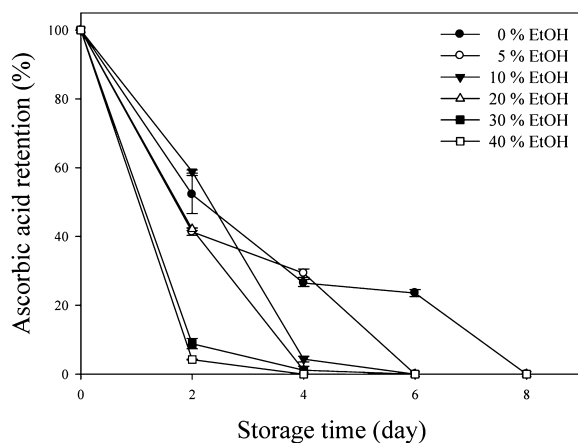 Ascorbic acid retention (%)
100
80
60
40
20
0
0 % EtOH
5 % EtOH
10 % EtOH
20 % EtOH
30 % EtOH
40 % EtOH
0 2 4 6 8
Storage time (day)